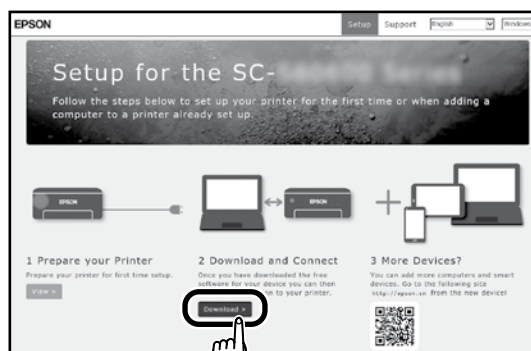 EPSON
Setup
Support
English
Windows
Setup for the SC-
Follow the steps below to set up your printer for the first time or when adding a
computer to a printer already set up.
EPSON
EPSON
1 Prepare your Printer
Prepare your printer for first time setup.
View >
2 Download and Connect
Once you have downloaded the free
software for your device you can then
n to your printer.
Download >
3 More Devices?
You can add more computers and smart
devices. Go to the following site
http://epson.sn from the new device!